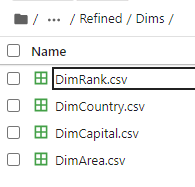 / ... / Refined / Dims /
Name
DimRank.csv
DimCountry.csv
DimCapital.csv
DimArea.csv